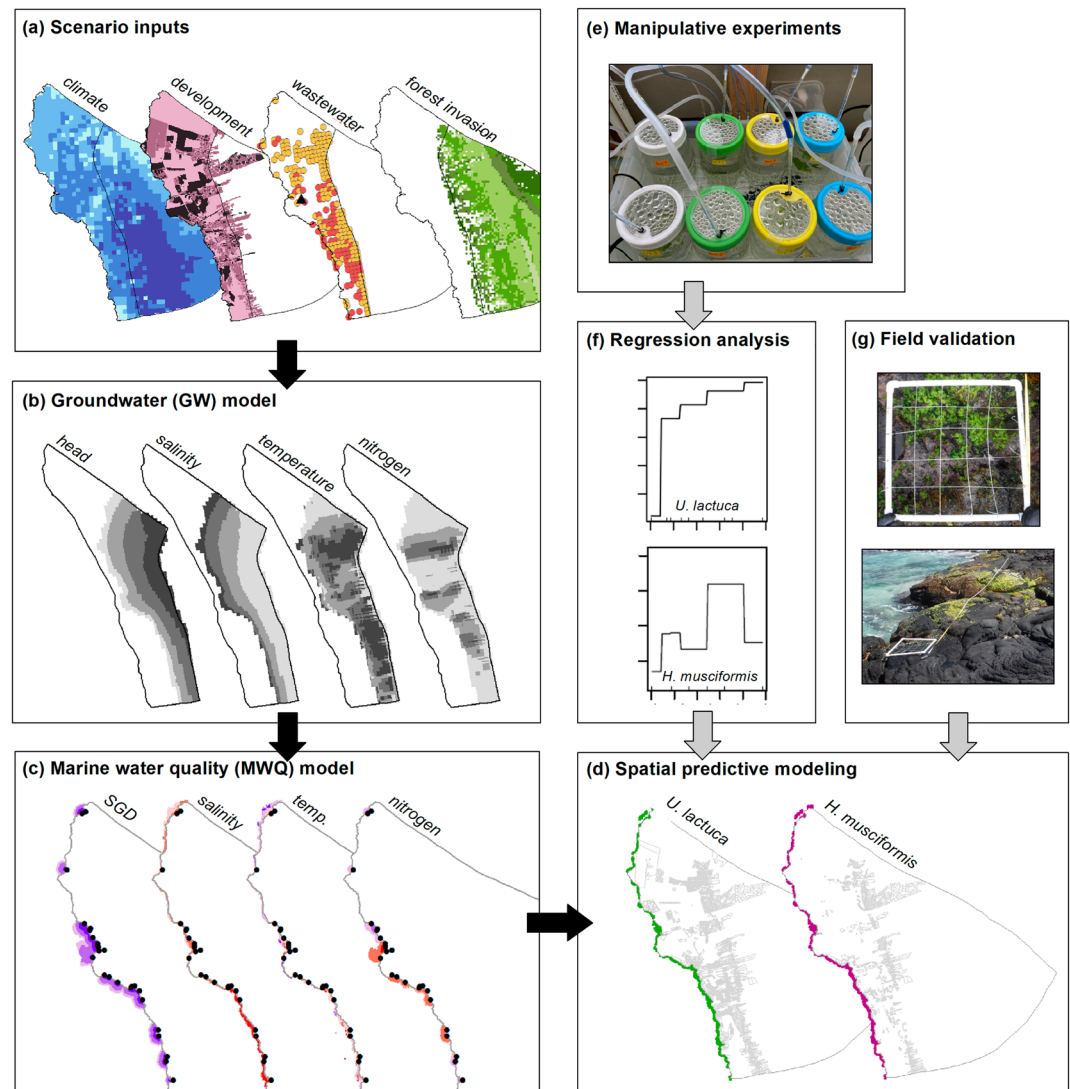 (a) Scenario inputs
climate
development
wastewater
forest invasion
(b) Groundwater (GW) model
head
salinity
temperature
nitrogen
(c) Marine water quality (MWQ) model
SGD
salinity
temp.
nitrogen
(e) Manipulative experiments
(f) Regression analysis
U. lactuca
H. musciformis
(g) Field validation
(d) Spatial predictive modeling
U. lactuca
H. musciformis